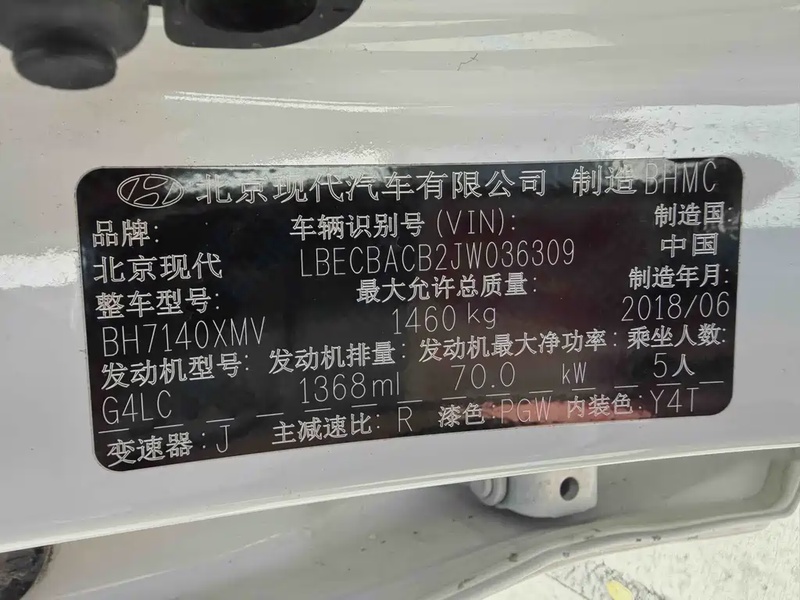 北京现代汽车有限公司 制造 BHMC
品牌: 车辆识别号(VIN): 制造国:
北京现代 LBECBACB2JW036309 中国
整车型号: 最大允许总质量: 制造年月:
BH7140XMV 1460 kg 2018/06
发动机型号: 发动机排量: 发动机最大净功率: 乘坐人数:
G4LC 1368ml 70.0 kW 5人
变速器: J 主减速比: R 漆色: PGW 内装色: Y4T